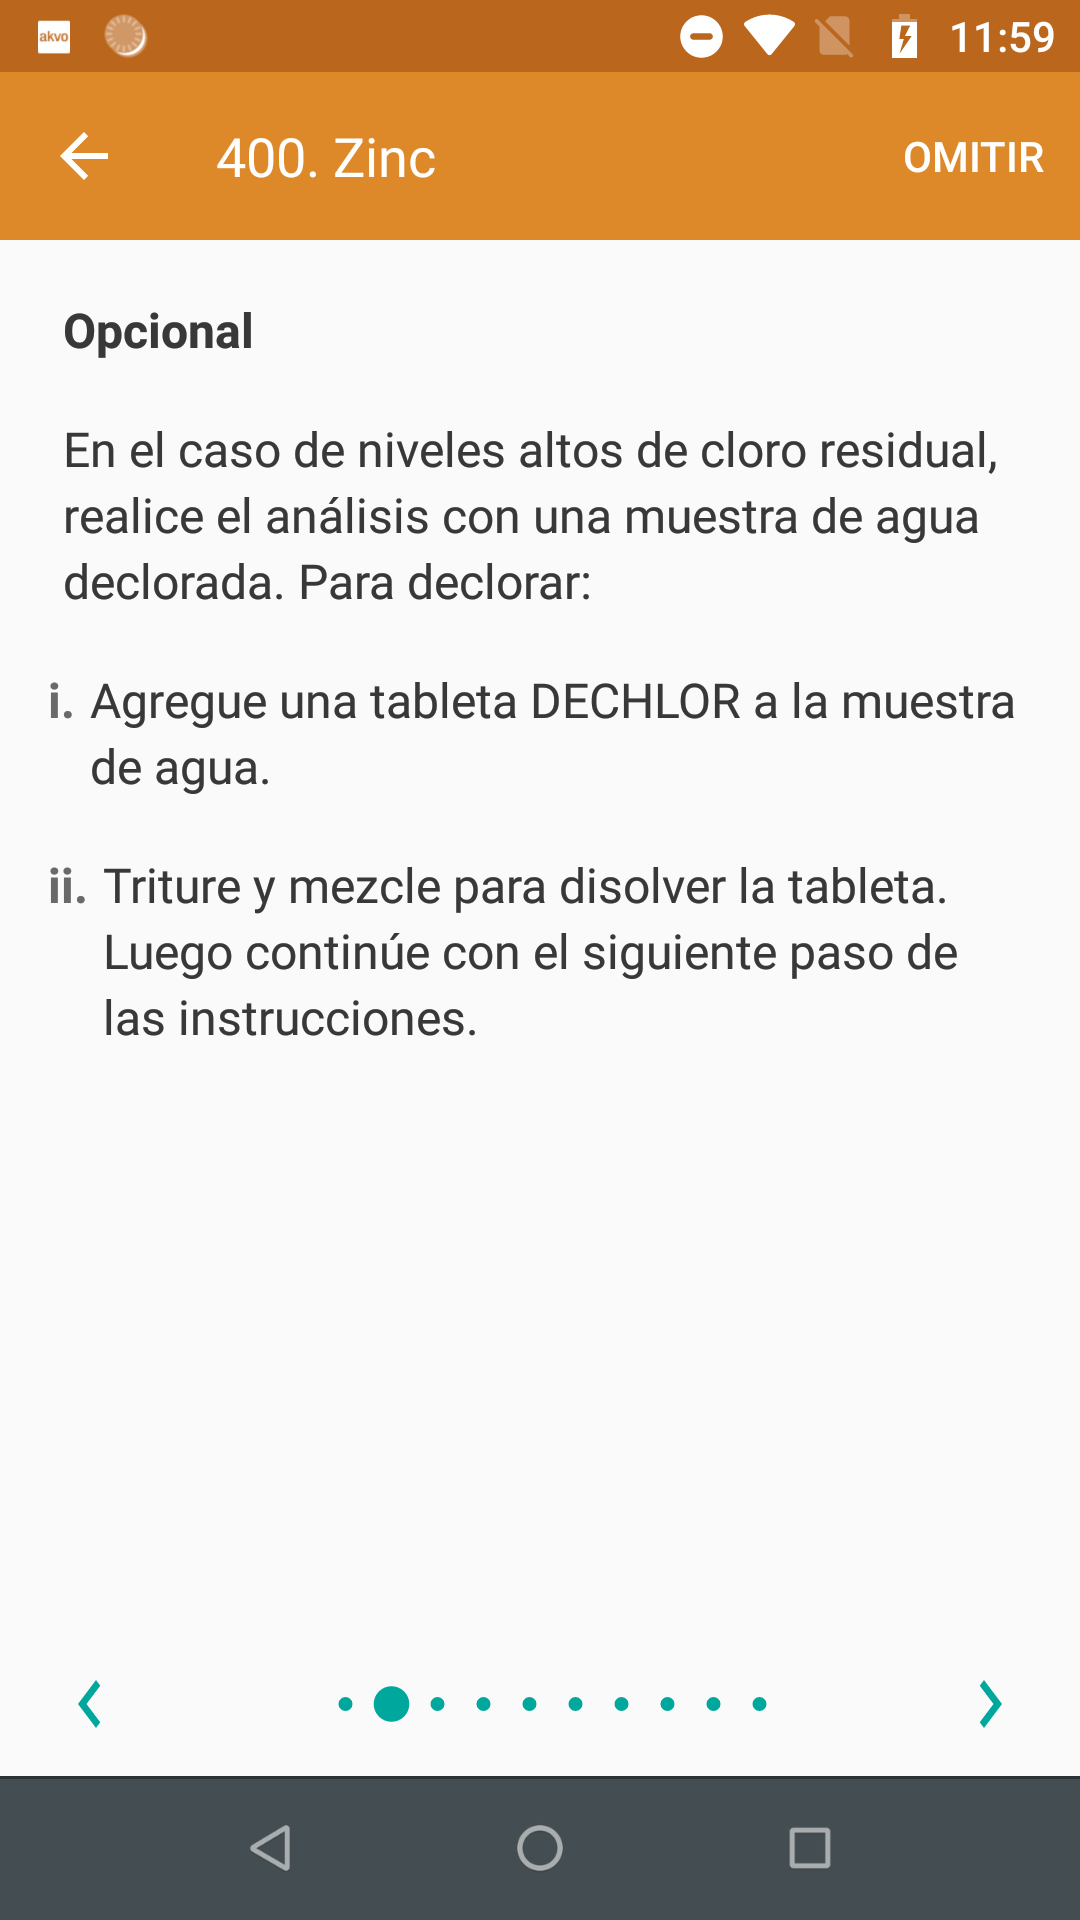 akvo
11:59
400. Zinc
OMITIR
Opcional
En el caso de niveles altos de cloro residual,
realice el análisis con una muestra de agua
declorada. Para declorar:
i. Agregue una tableta DECHLOR a la muestra
de agua.
ii. Triture y mezcle para disolver la tableta.
Luego continúe con el siguiente paso de
las instrucciones.